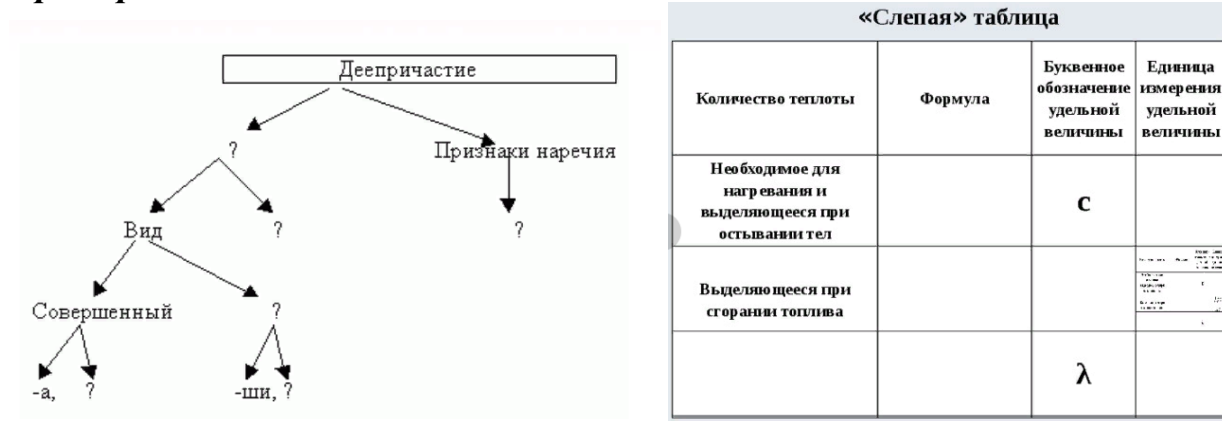 Деепричастие
?
Признаки наречия
Вид
?
?
Совершенный
?
-а, ?
-ши, ?
«Слепая» таблица
Количество теплоты
Формула
Буквенное
обозначение
удельной
величины
Единица
измерения
удельной
величины
Необходимое для
нагревания и
выделяющееся при
остывании тел
с
Выделяющееся при
сгорании топлива
λ